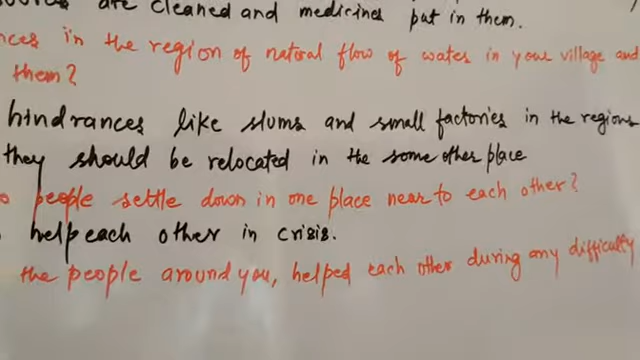 are cleaned and medicines put in them.
in the region of natural flow of water in your village and
them?
hindrances like slums and small factories in the regions
they should be relocated in the some other place
people settle down in one place near to each other?
help each other in crisis.
the people around you, helped each other during any difficulty